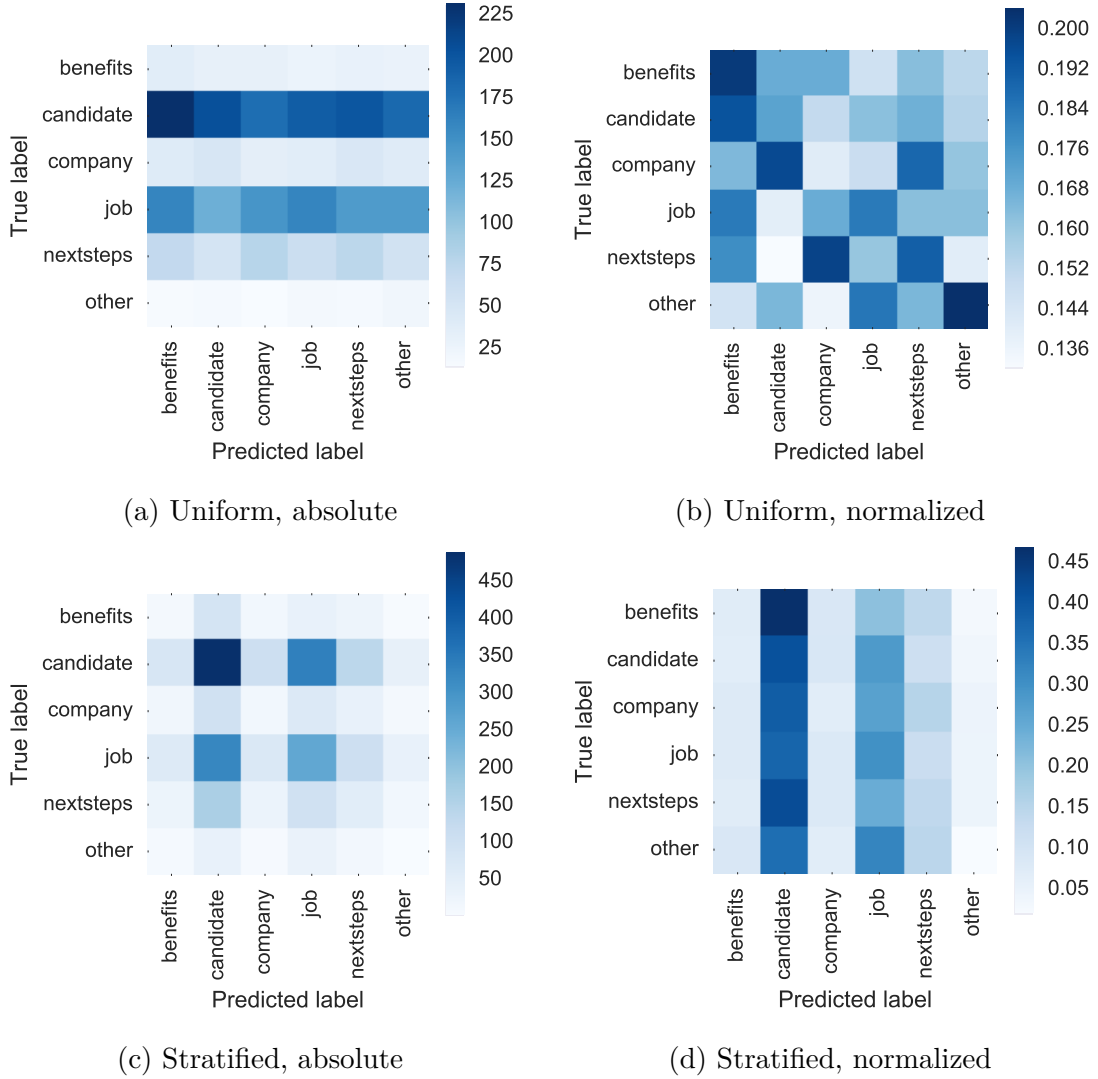 225
200
175
150
125
100
75
50
25
benefits
candidate
company
job
nextsteps
other
True label
benefits
candidate
company
job
nextsteps
other
Predicted label
(a) Uniform, absolute
0.200
0.192
0.184
0.176
0.168
0.160
0.152
0.144
0.136
benefits
candidate
company
job
nextsteps
other
True label
benefits
candidate
company
job
nextsteps
other
Predicted label
(b) Uniform, normalized
450
400
350
300
250
200
150
100
50
benefits
candidate
company
job
nextsteps
other
True label
benefits
candidate
company
job
nextsteps
other
Predicted label
(c) Stratified, absolute
0.45
0.40
0.35
0.30
0.25
0.20
0.15
0.10
0.05
benefits
candidate
company
job
nextsteps
other
True label
benefits
candidate
company
job
nextsteps
other
Predicted label
(d) Stratified, normalized